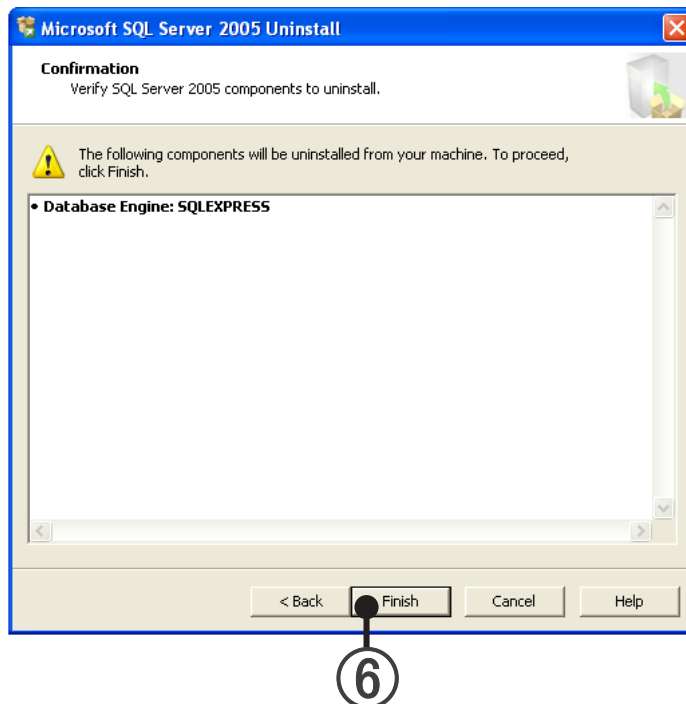 Microsoft SQL Server 2005 Uninstall
Confirmation
Verify SQL Server 2005 components to uninstall.
The following components will be uninstalled from your machine. To proceed,
click Finish.
• Database Engine: SQLEXPRESS
< Back Finish Cancel Help
6